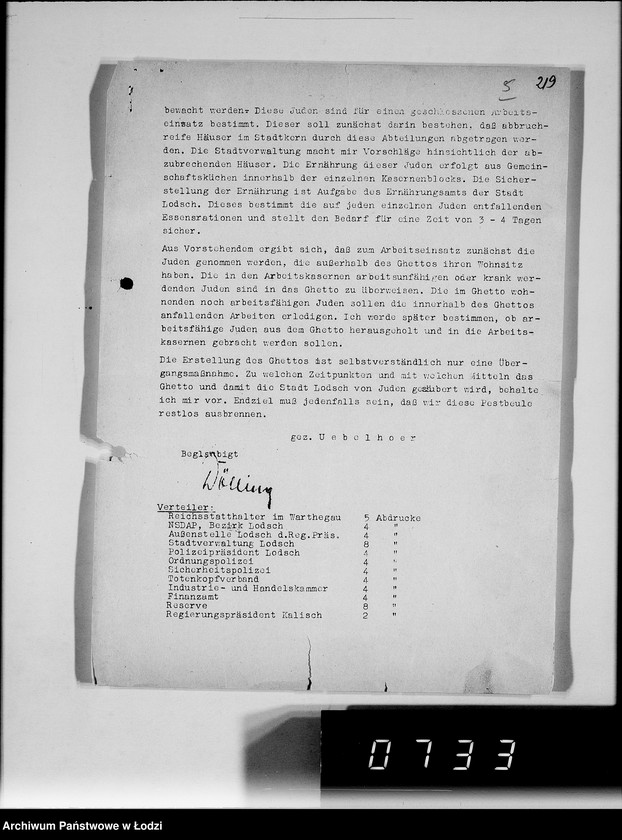 5 219
bewacht werden. Diese Juden sind für einen geschlossenen Arbeits-
einsatz bestimmt. Dieser soll zunächst darin bestehen, daß abbruch-
reife Häuser im Stadtkern durch diese Abteilungen abgetragen wer-
den. Die Stadtverwaltung macht mir Vorschläge hinsichtlich der ab-
zubrechenden Häuser. Die Ernährung dieser Juden erfolgt aus Gemein-
schaftsküchen innerhalb der einzelnen Kasernenblocks. Die Sicher-
stellung der Ernährung ist Aufgabe des Ernährungsamts der Stadt
Lodsch. Dieses bestimmt die auf jeden einzelnen Juden entfallenden
Essensrationen und stellt den Bedarf für eine Zeit von 3 - 4 Tagen
sicher.
Aus Vorstehendem ergibt sich, daß zum Arbeitseinsatz zunächst die
Juden genommen werden, die außerhalb des Ghettos ihren Wohnsitz
haben. Die in den Arbeitskasernen arbeitsunfähigen oder krank wer-
denden Juden sind in das Ghetto zu überweisen. Die im Ghetto woh-
nenden noch arbeitsfähigen Juden sollen die innerhalb des Ghettos
anfallenden Arbeiten erledigen. Ich werde später bestimmen, ob ar-
beitsfähige Juden aus dem Ghetto herausgeholt und in die Arbeits-
kasernen gebracht werden sollen.
Die Erstellung des Ghettos ist selbstverständlich nur eine Über-
gangsmaßnahme. Zu welchen Zeitpunkten und mit welchen Mitteln das
Ghetto und damit die Stadt Lodsch von Juden gesäubert wird, behalte
ich mir vor. Endziel muß jedenfalls sein, daß wir diese Pestbeule
restlos ausbrennen.
gez. U e b e l h o e r
Beglaubigt
Verteiler:
Reichsstatthalter im Warthegau 5 Abdrucke
NSDAP, Bezirk Lodsch 4 "
Außenstelle Lodsch d.Reg.Präs. 4 "
Stadtverwaltung Lodsch 8 "
Polizeipräsident Lodsch 4 "
Ordnungspolizei 4 "
Sicherheitspolizei 4 "
Totenkopfverband 4 "
Industrie- und Handelskammer 4 "
Finanzamt 4 "
Reserve 8 "
Regierungspräsident Kalisch 2 "
0733
Archiwum Państwowe w Łodzi